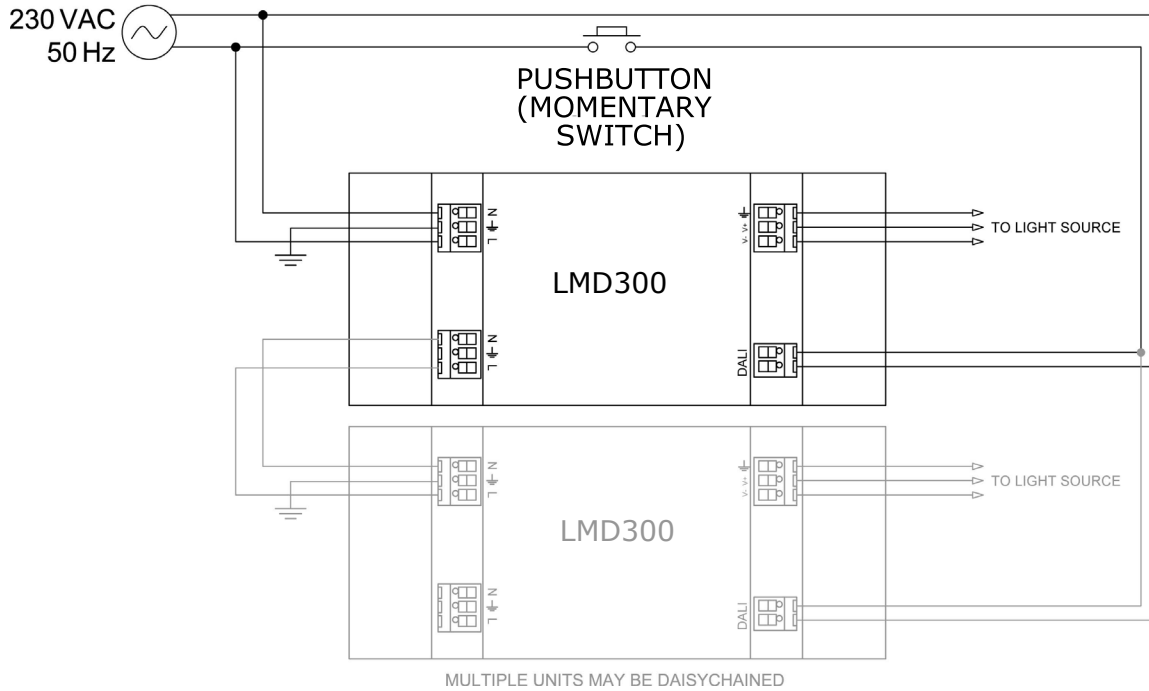 230 VAC
50 Hz
PUSHBUTTON
(MOMENTARY
SWITCH)
N
L
V+
V-
TO LIGHT SOURCE
LMD300
N
L
DALI
N
L
V+
V-
TO LIGHT SOURCE
LMD300
N
L
DALI
MULTIPLE UNITS MAY BE DAISYCHAINED